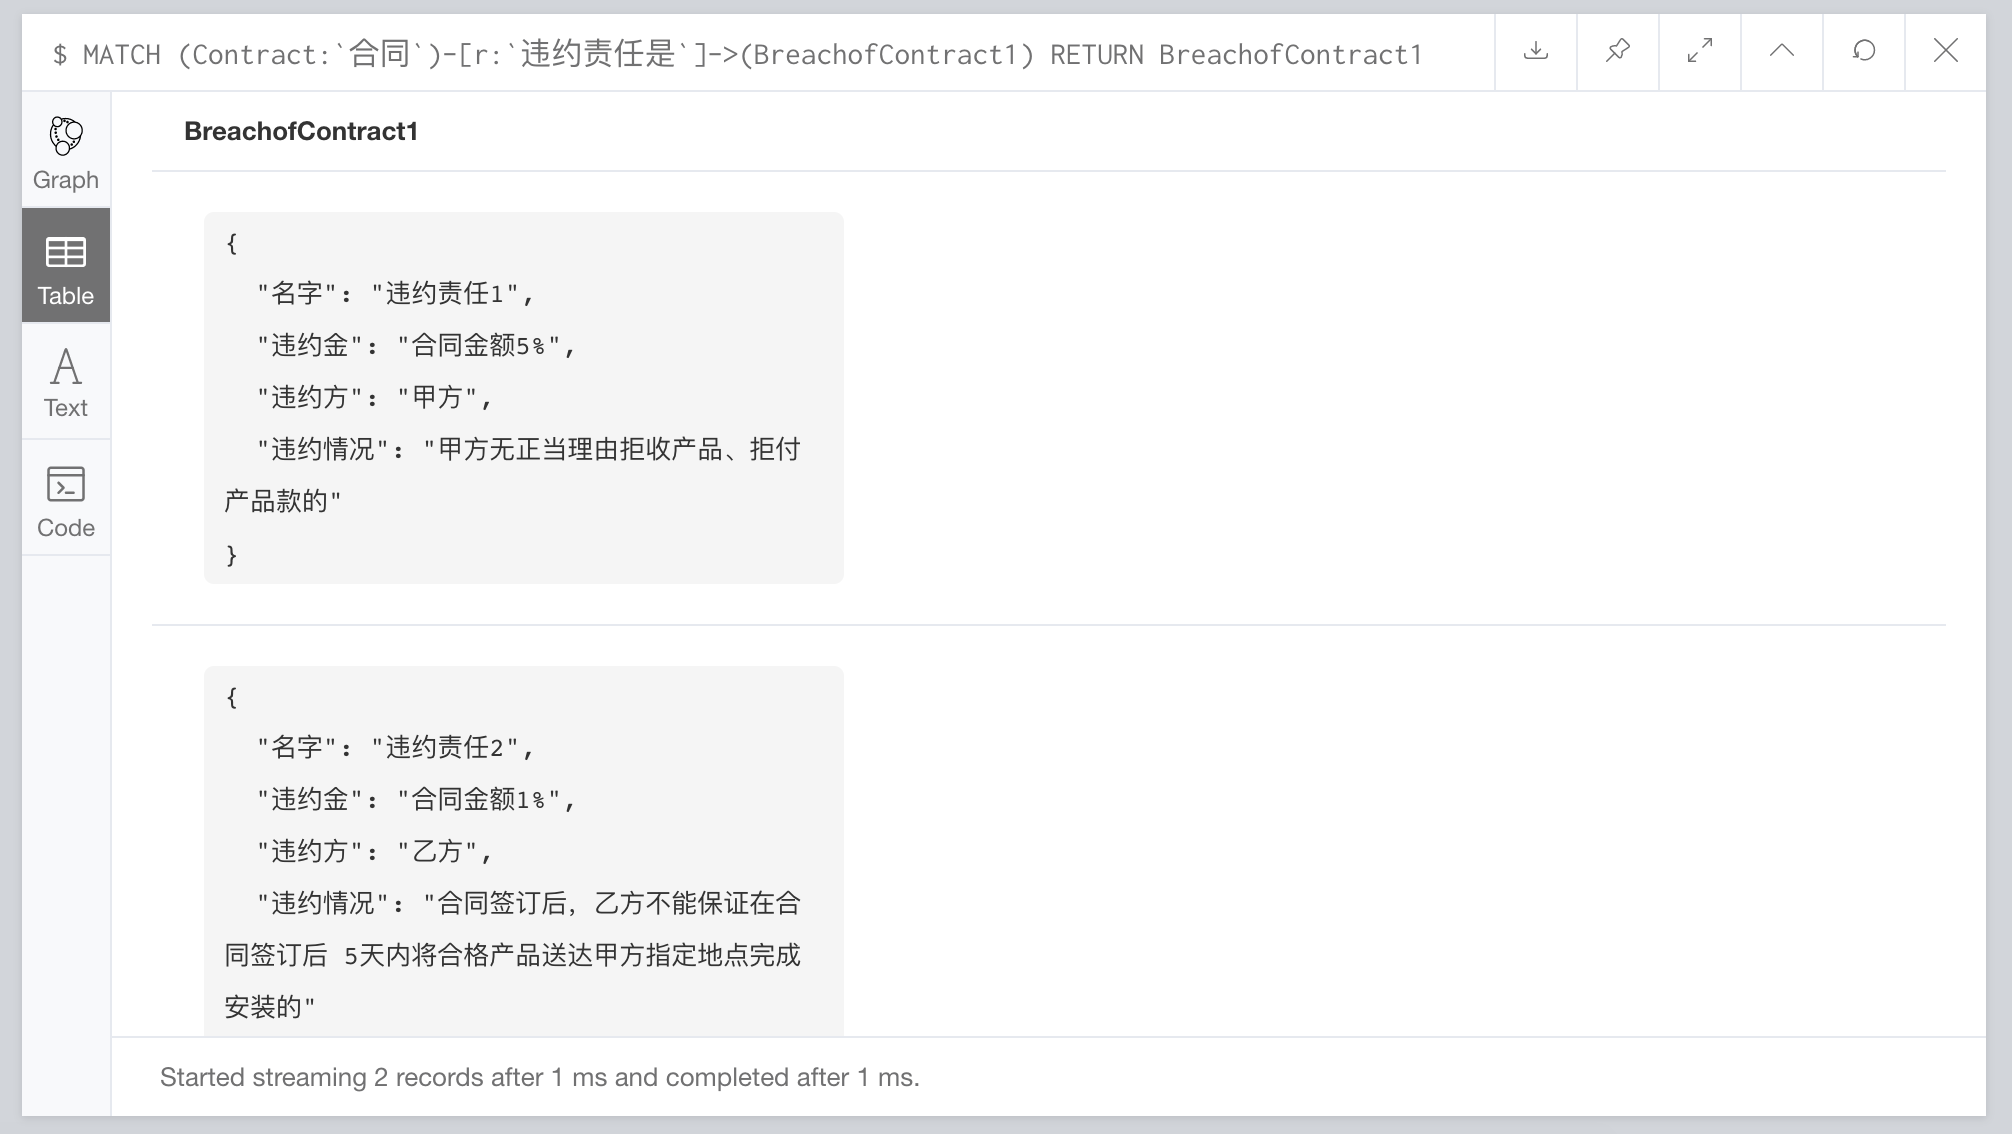 $ MATCH (Contract:`合同`)-[r:`违约责任是`]->(BreachofContract1) RETURN BreachofContract1
Graph
Table
Text
Code
BreachofContract1
{
"名字": "违约责任1",
"违约金": "合同金额5%",
"违约方": "甲方",
"违约情况": "甲方无正当理由拒收产品、拒付
产品款的"
}
{
"名字": "违约责任2",
"违约金": "合同金额1%",
"违约方": "乙方",
"违约情况": "合同签订后，乙方不能保证在合
同签订后 5天内将合格产品送达甲方指定地点完成
安装的"
Started streaming 2 records after 1 ms and completed after 1 ms.